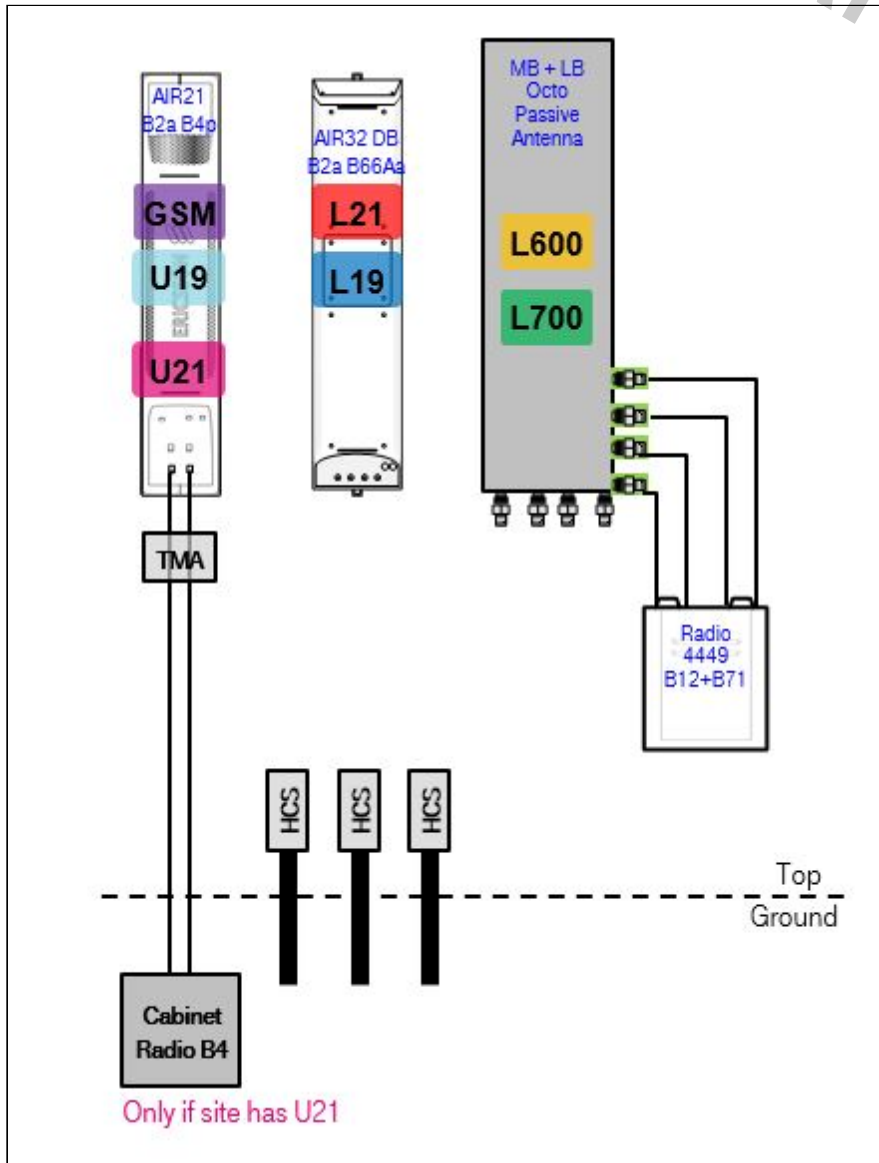 AIR21
B2a B4p
GSM
U19
ERICS
U21
TMA
AIR32 DB
B2a B66Aa
L21
L19
MB + LB
Octo
Passive
Antenna
L600
L700
Radio
4449
B12+B71
HCS
HCS
HCS
Top
Ground
Cabinet
Radio B4
Only if site has U21